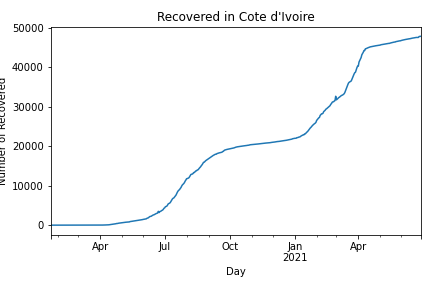 Recovered in Cote d'Ivoire
Number of Recovered
50000
40000
30000
20000
10000
0
Apr
Jul
Oct
Jan
2021
Apr
Day